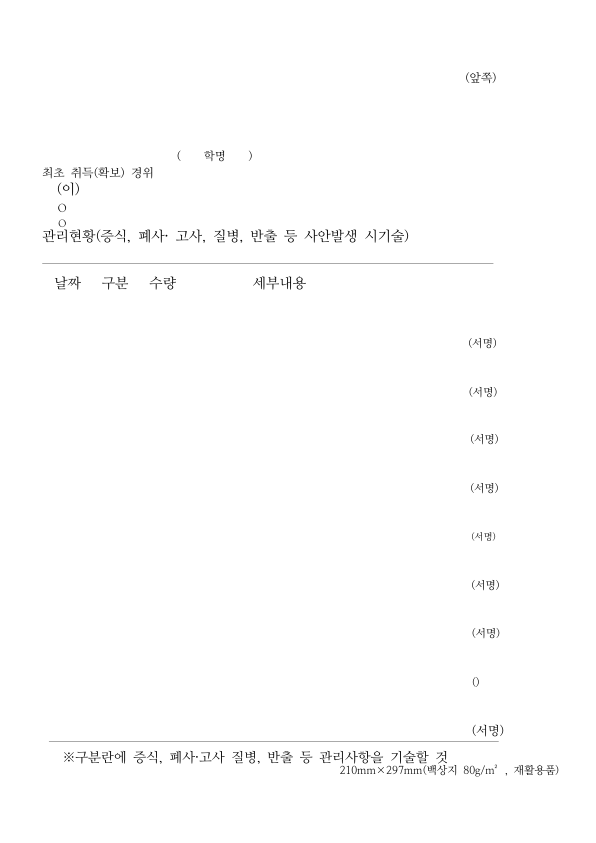 (앞쪽)
( 학명 )
최초 취득(확보) 경위
(이)
O
O
관리현황(증식, 폐사· 고사, 질병, 반출 등 사안발생 시기술)
날짜 구분 수량 세부내용
(서명)
(서명)
(서명)
(서명)
(서명)
(서명)
(서명)
()
(서명)
※구분란에 증식, 폐사·고사 질병, 반출 등 관리사항을 기술할 것
210mm×297mm(백상지 80g/m² , 재활용품)